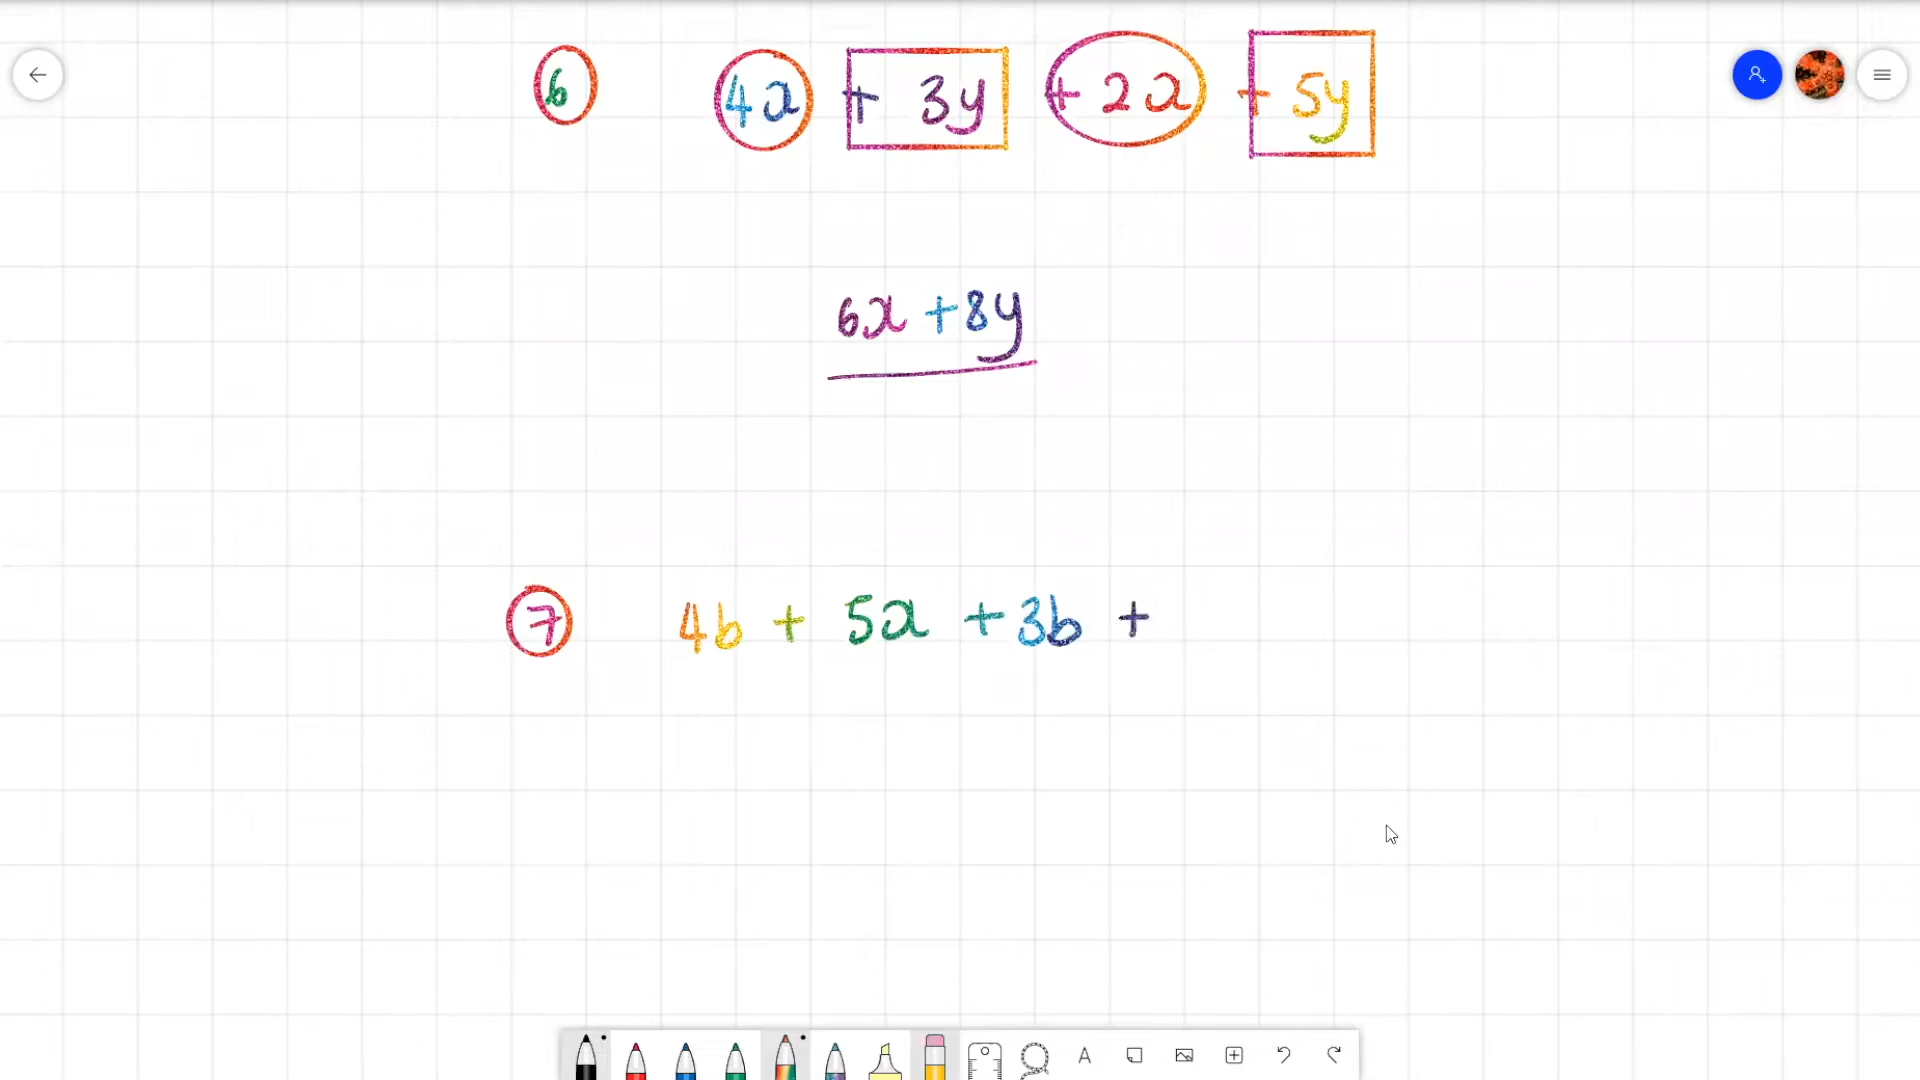 6 4x + 3y + 2x + 5y
6x + 8y
7 4b + 5x + 3b +
A